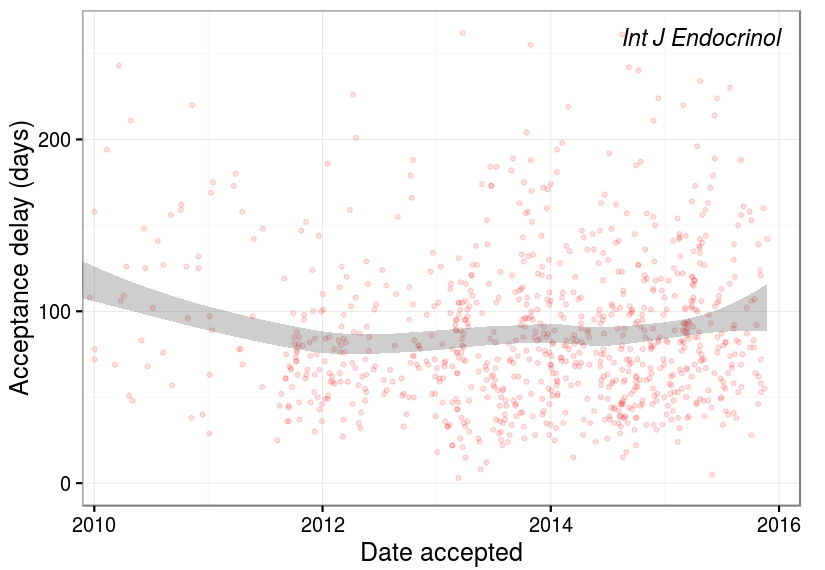 Int J Endocrinol
Acceptance delay (days)
200
100
0
2010 2012 2014 2016
Date accepted